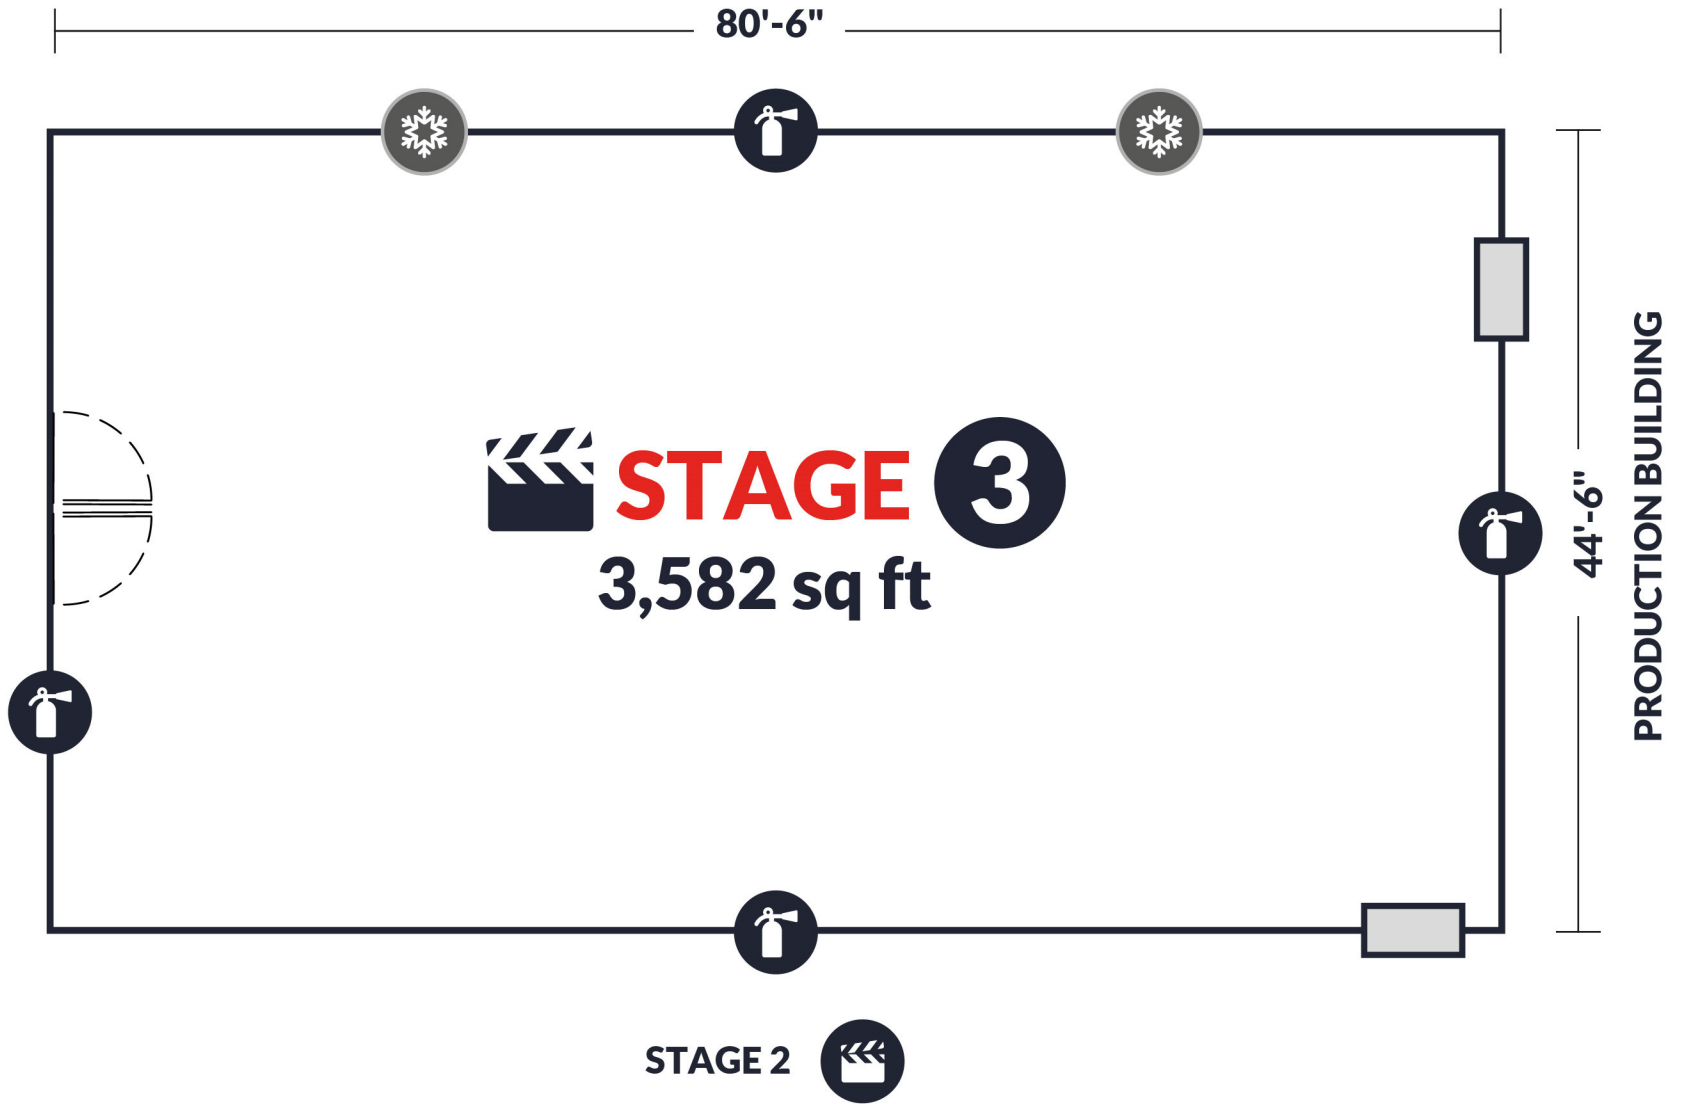 80'-6"
STAGE 3
3,582 sq ft
44'-6"
PRODUCTION BUILDING
STAGE 2